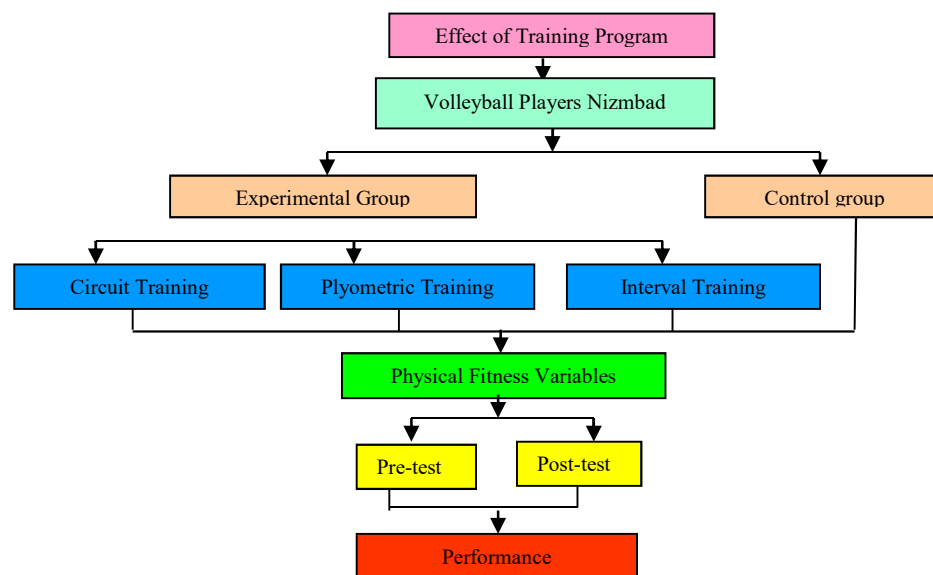 Effect of Training Program
Volleyball Players Nizmbad
Experimental Group
Control group
Circuit Training
Plyometric Training
Interval Training
Physical Fitness Variables
Pre-test
Post-test
Performance